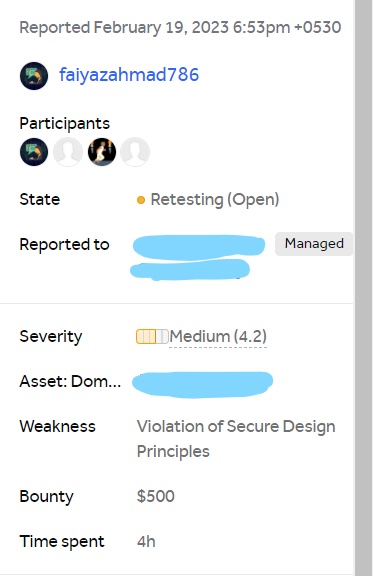 Reported February 19, 2023 6:53pm +0530
faiyazahmad786
Participants
State Retesting (Open)
Reported to Managed
Severity Medium (4.2)
Asset: Dom...
Weakness Violation of Secure Design
Principles
Bounty $500
Time spent 4h